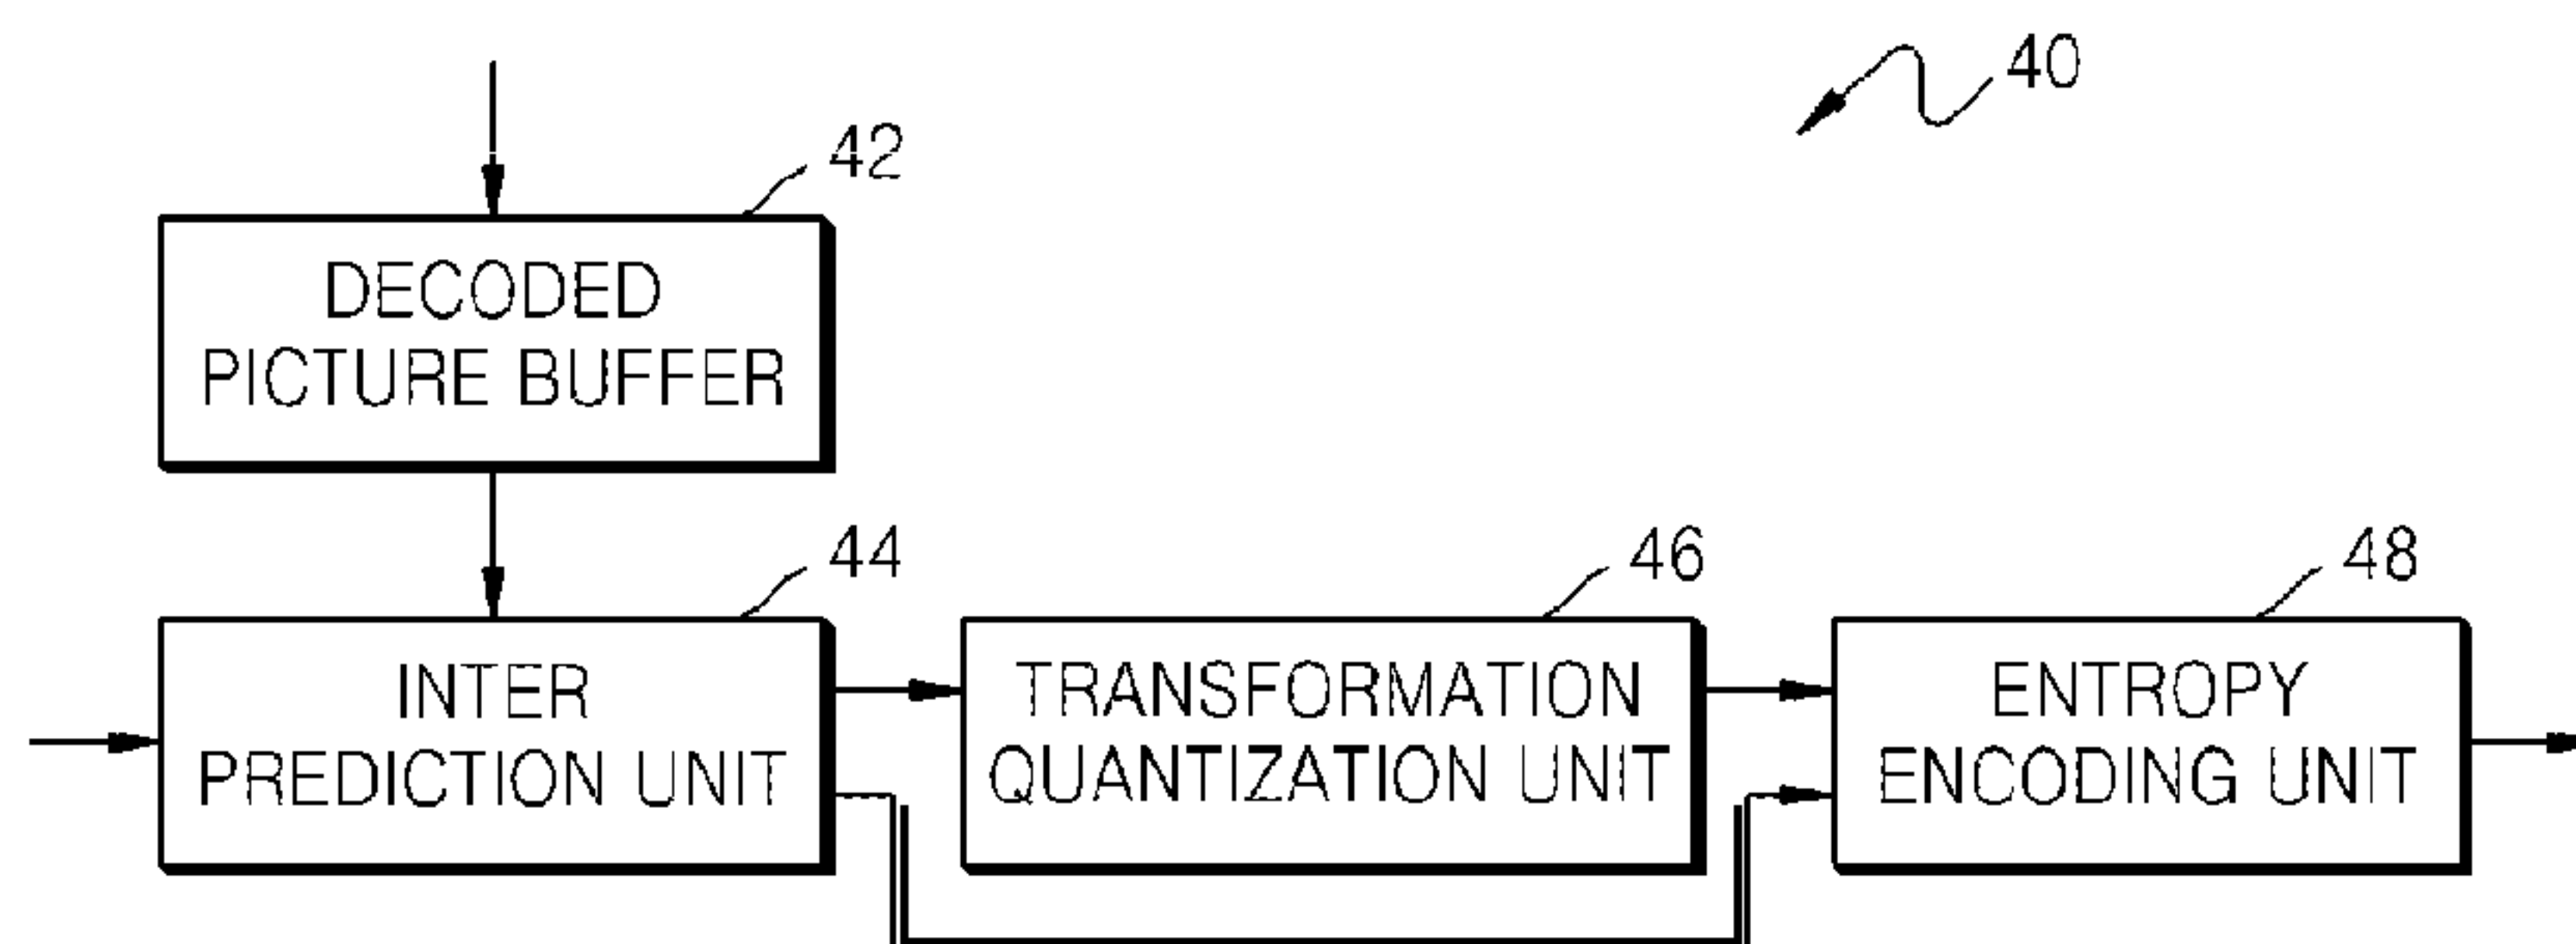 40
42
DECODED
PICTURE BUFFER
44
46
48
INTER
PREDICTION UNIT
TRANSFORMATION
QUANTIZATION UNIT
ENTROPY
ENCODING UNIT